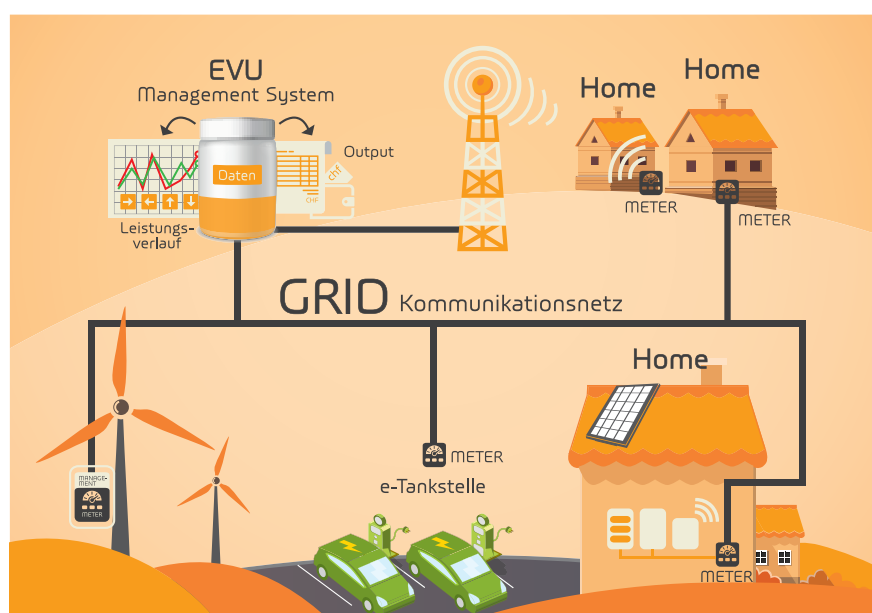 EVU
Management System
Home
Home
Output
Daten
chf
CHF
Leistungs-
verlauf
METER
METER
GRID Kommunikationsnetz
Home
METER
e-Tankstelle
MANAGE-
MENT
METER
METER